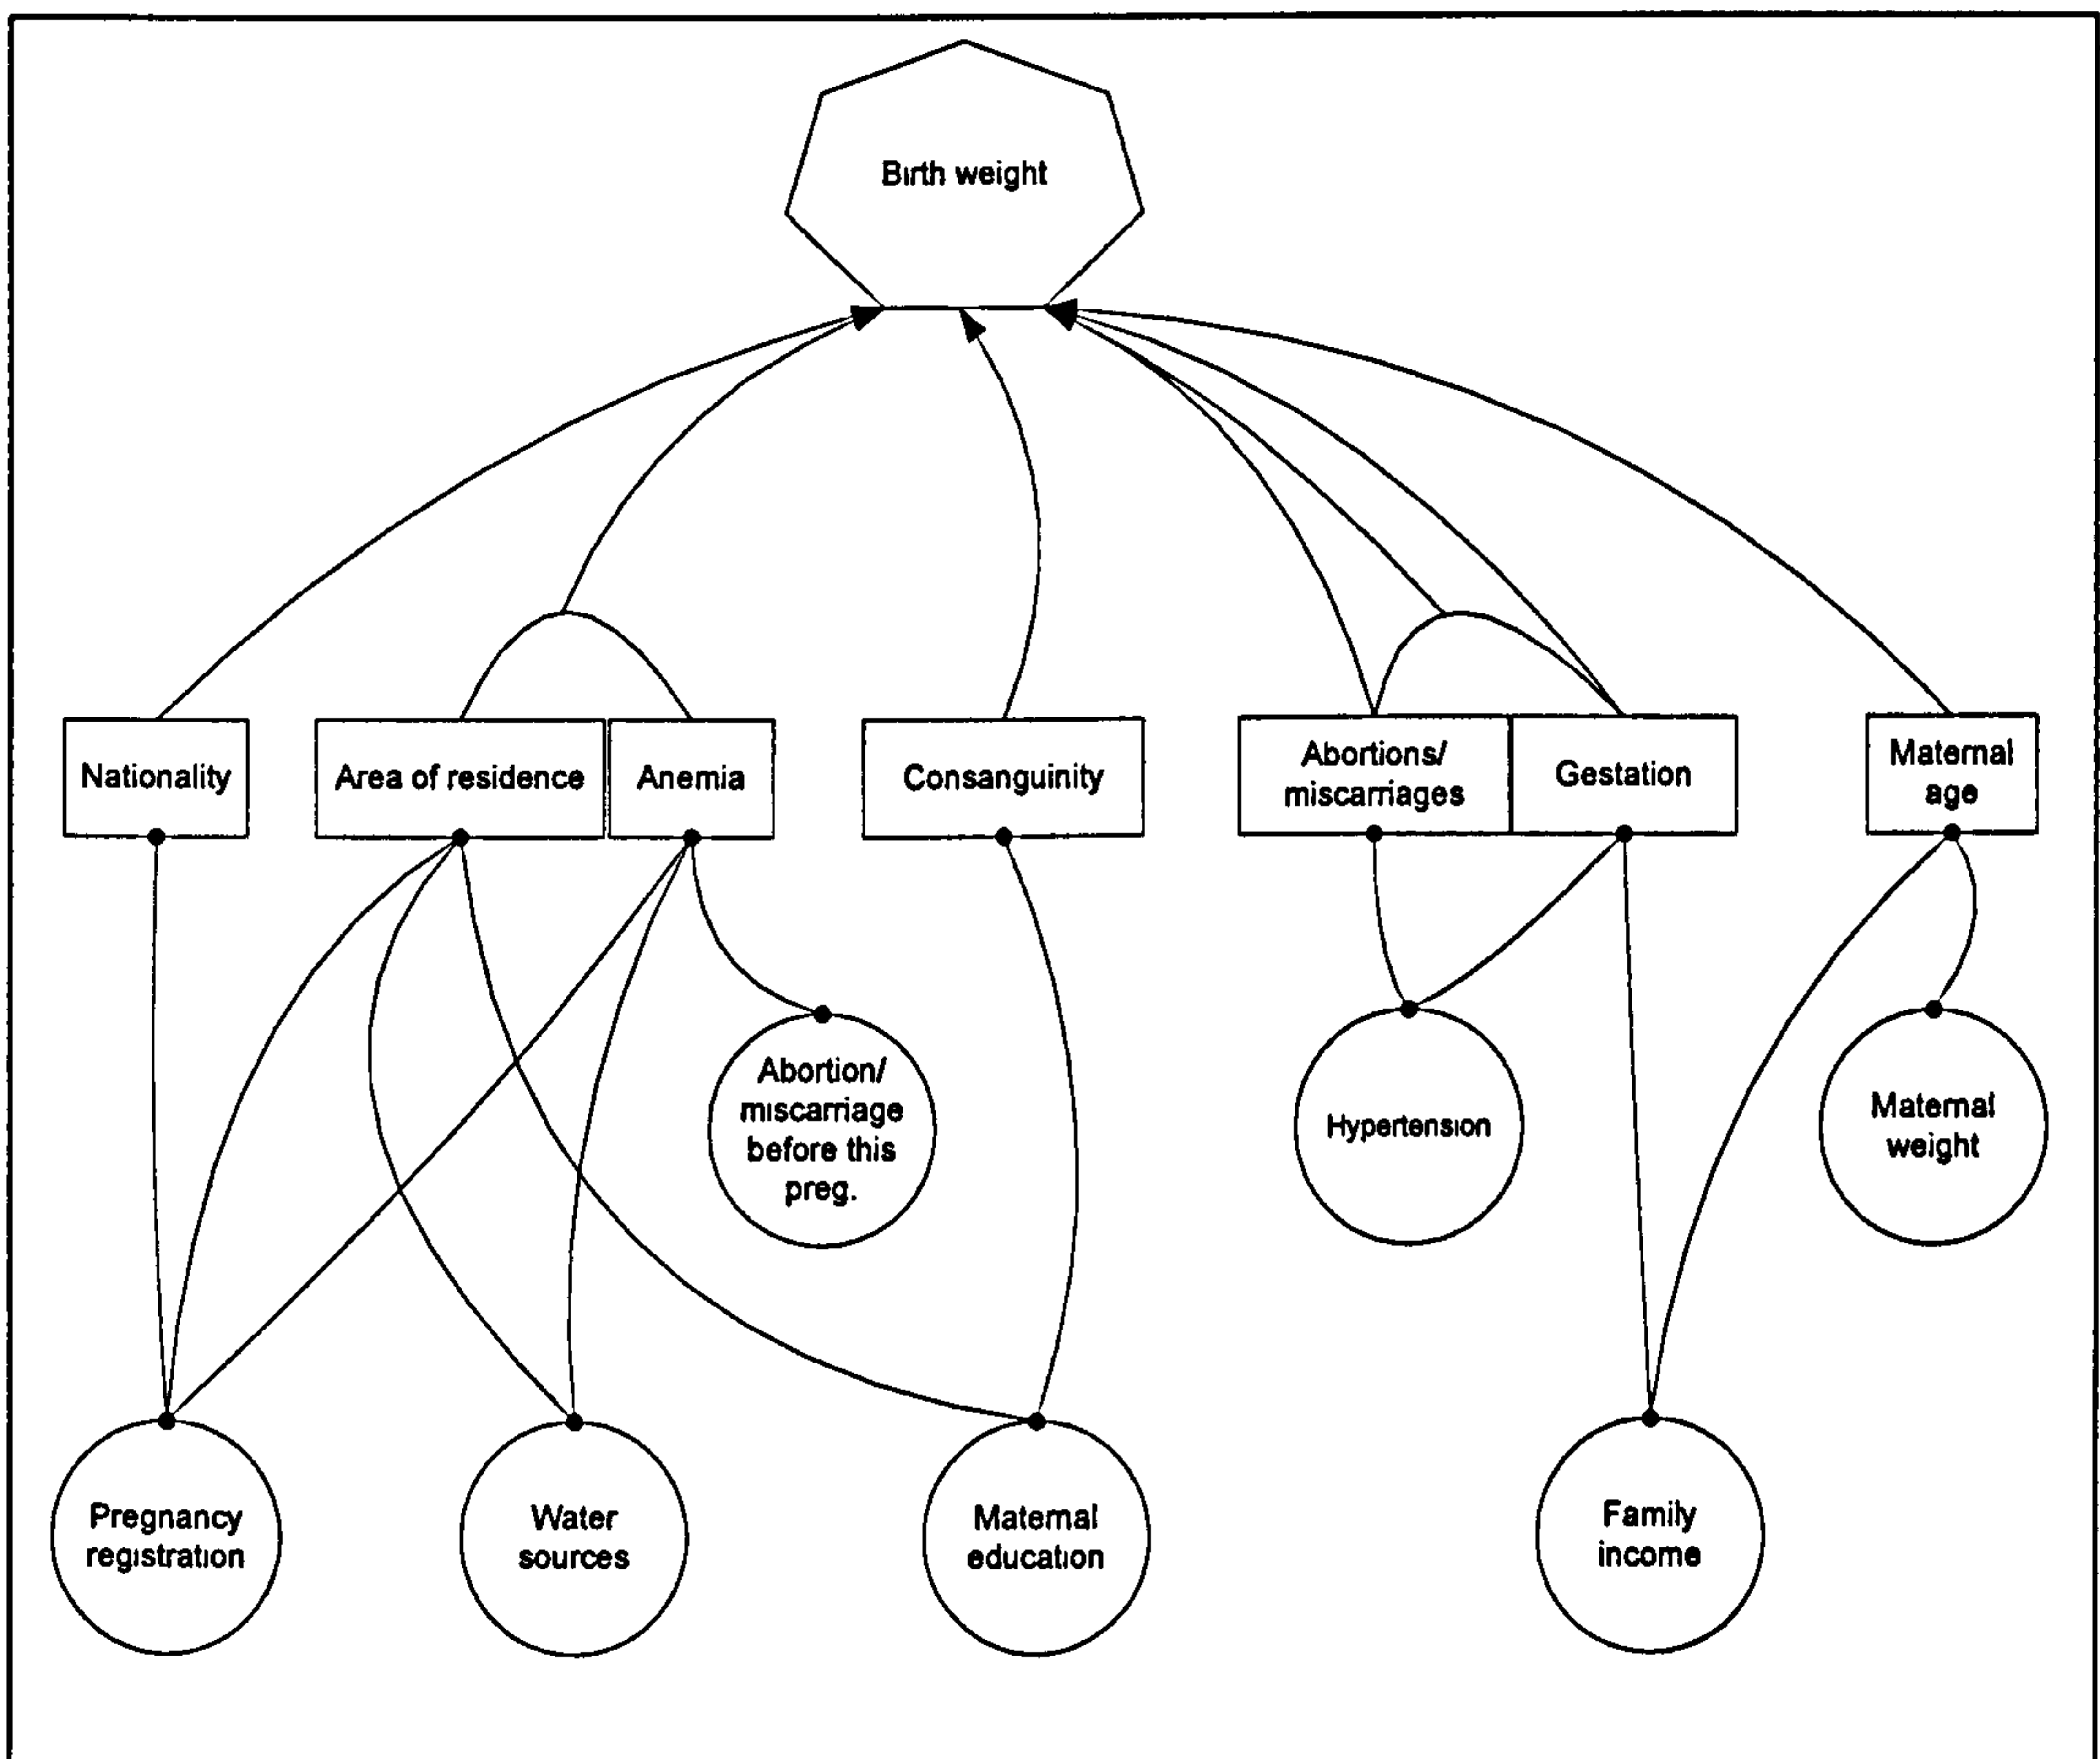 Birth weight
Nationality
Area of residence
Anemia
Consanguinity
Abortions/
miscarriages
Gestation
Maternal
age
Abortion/
miscarriage
before this
preg.
Hypertension
Maternal
weight
Pregnancy
registration
Water
sources
Maternal
education
Family
income